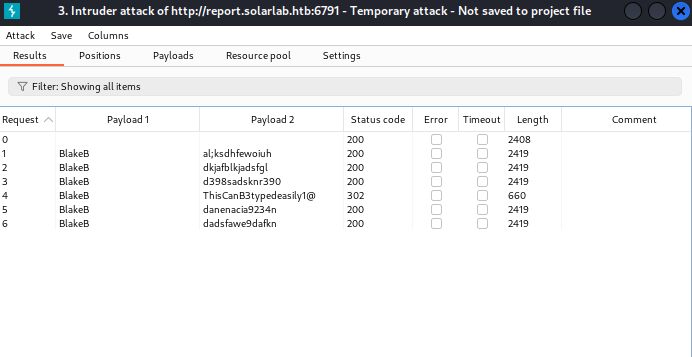 3. Intruder attack of http://report.solarlab.htb:6791 - Temporary attack - Not saved to project file
Attack Save Columns
Results Positions Payloads Resource pool Settings
Filter: Showing all items
Request Payload 1 Payload 2 Status code Error Timeout Length Comment
0 200 2408
1 BlakeB al;ksdhfewoiuh 200 2419
2 BlakeB dkjafblkjadsfgl 200 2419
3 BlakeB d398sadsknr390 200 2419
4 BlakeB ThisCanB3typedeasily1@ 302 660
5 BlakeB danenacia9234n 200 2419
6 BlakeB dadsfawe9dafkn 200 2419